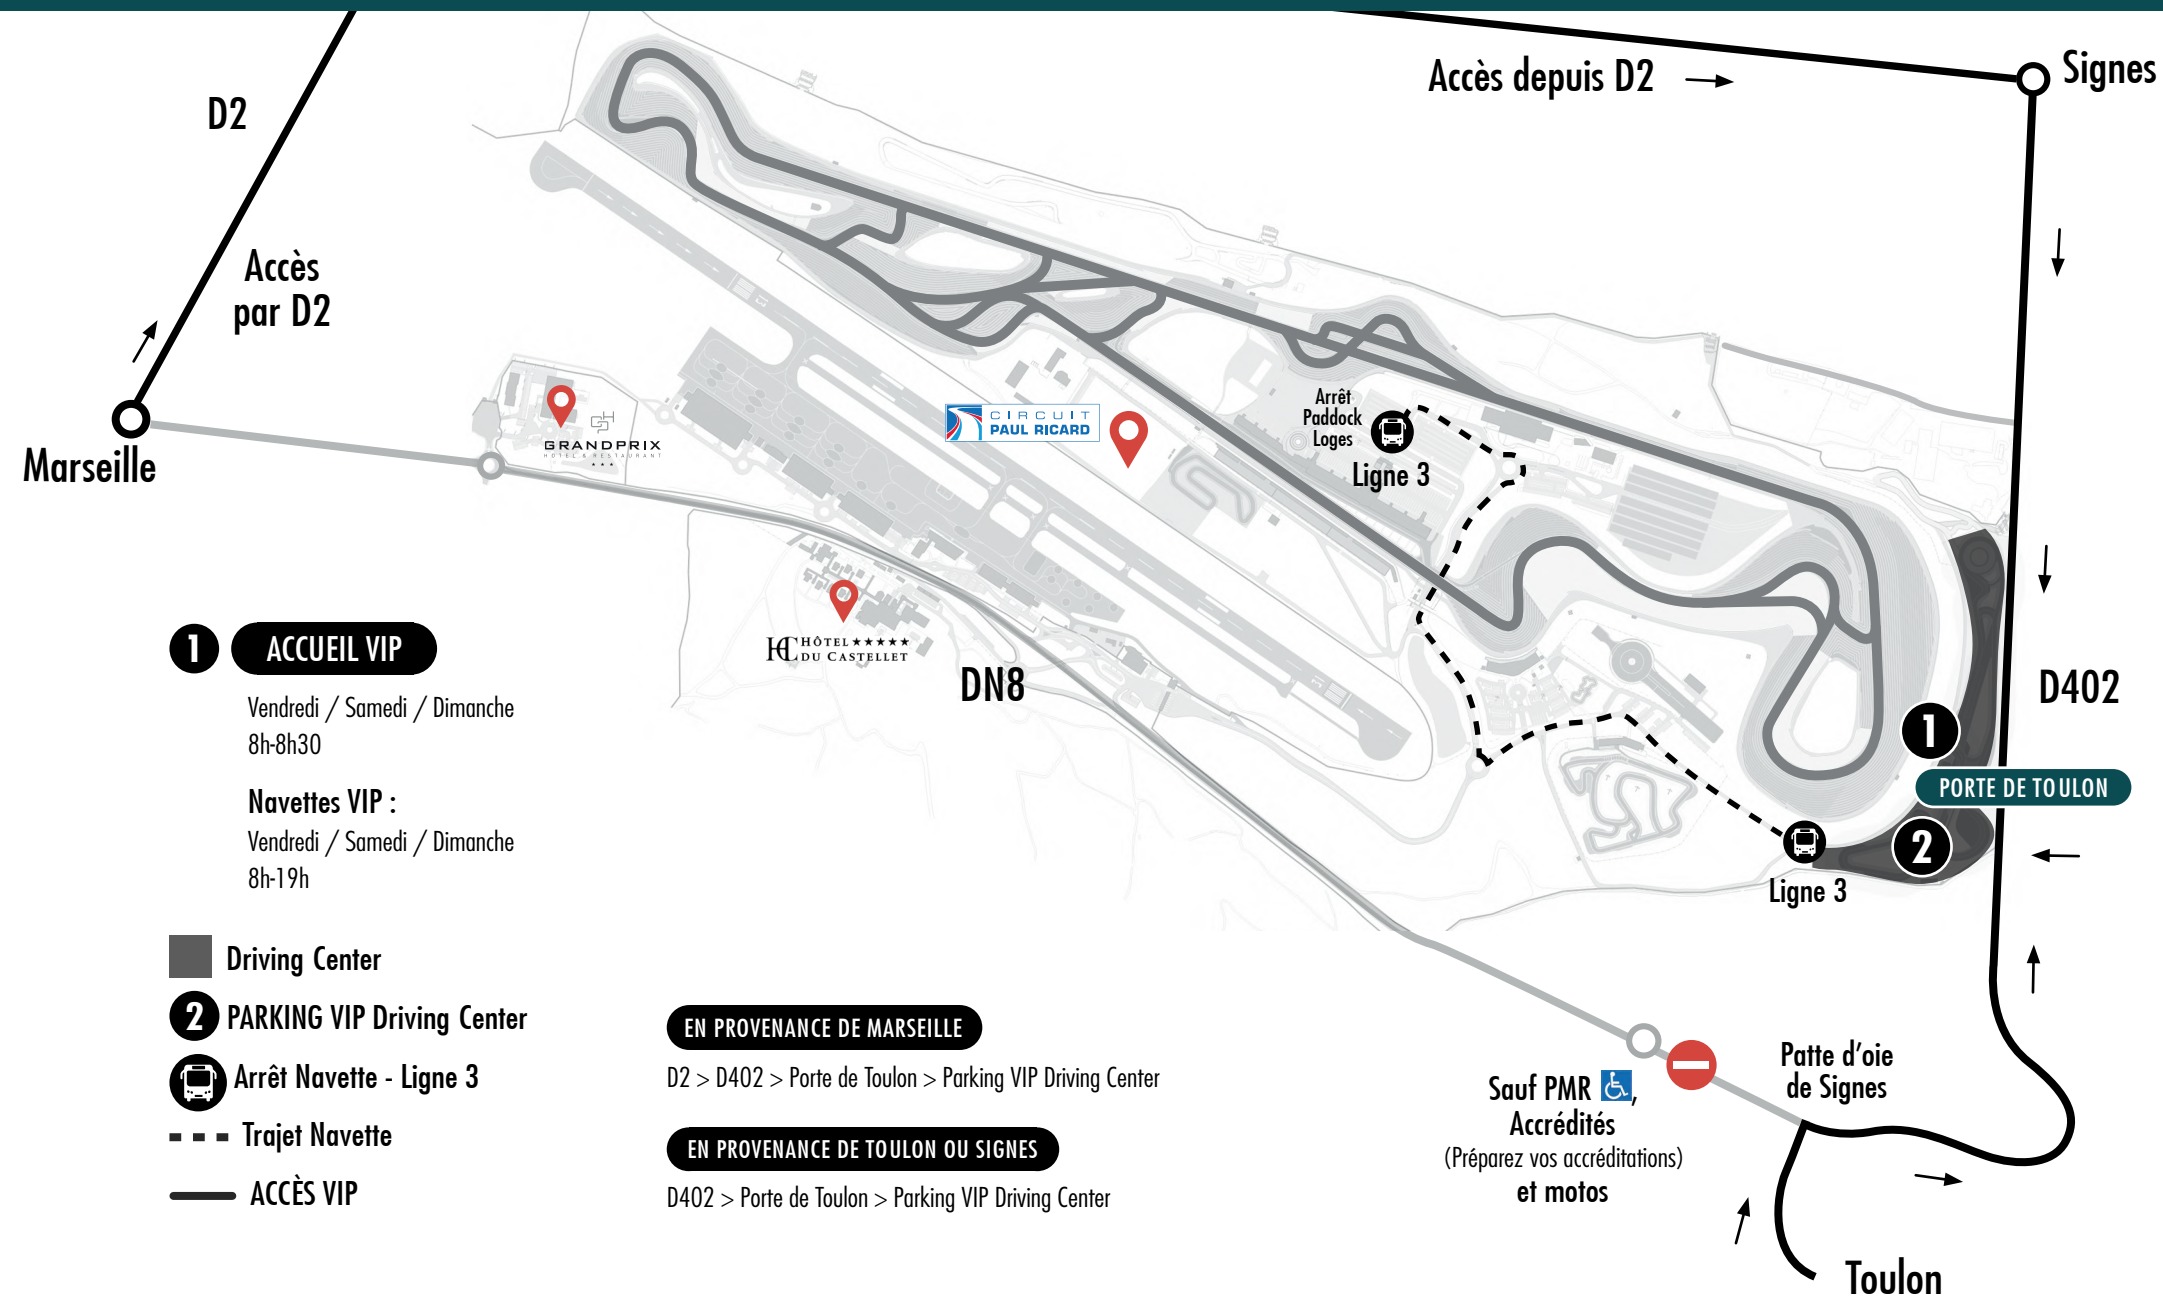 Accès depuis D2
Signes
D2
Accès
par D2
Marseille
GRANDPRIX
HOTEL & RESTAURANT
CIRCUIT
PAUL RICARD
Arrêt
Paddock
Loges
Ligne 3
HC HÔTEL ★★★★★
DU CASTELLET
DN8
D402
1
PORTE DE TOULON
2
Ligne 3
1 ACCUEIL VIP
Vendredi / Samedi / Dimanche
8h-8h30
Navettes VIP :
Vendredi / Samedi / Dimanche
8h-19h
Driving Center
2 PARKING VIP Driving Center
Arrêt Navette - Ligne 3
Trajet Navette
ACCÈS VIP
EN PROVENANCE DE MARSEILLE
D2 > D402 > Porte de Toulon > Parking VIP Driving Center
EN PROVENANCE DE TOULON OU SIGNES
D402 > Porte de Toulon > Parking VIP Driving Center
Sauf PMR ,
Accrédités
(Préparez vos accréditations)
et motos
Patte d'oie
de Signes
Toulon